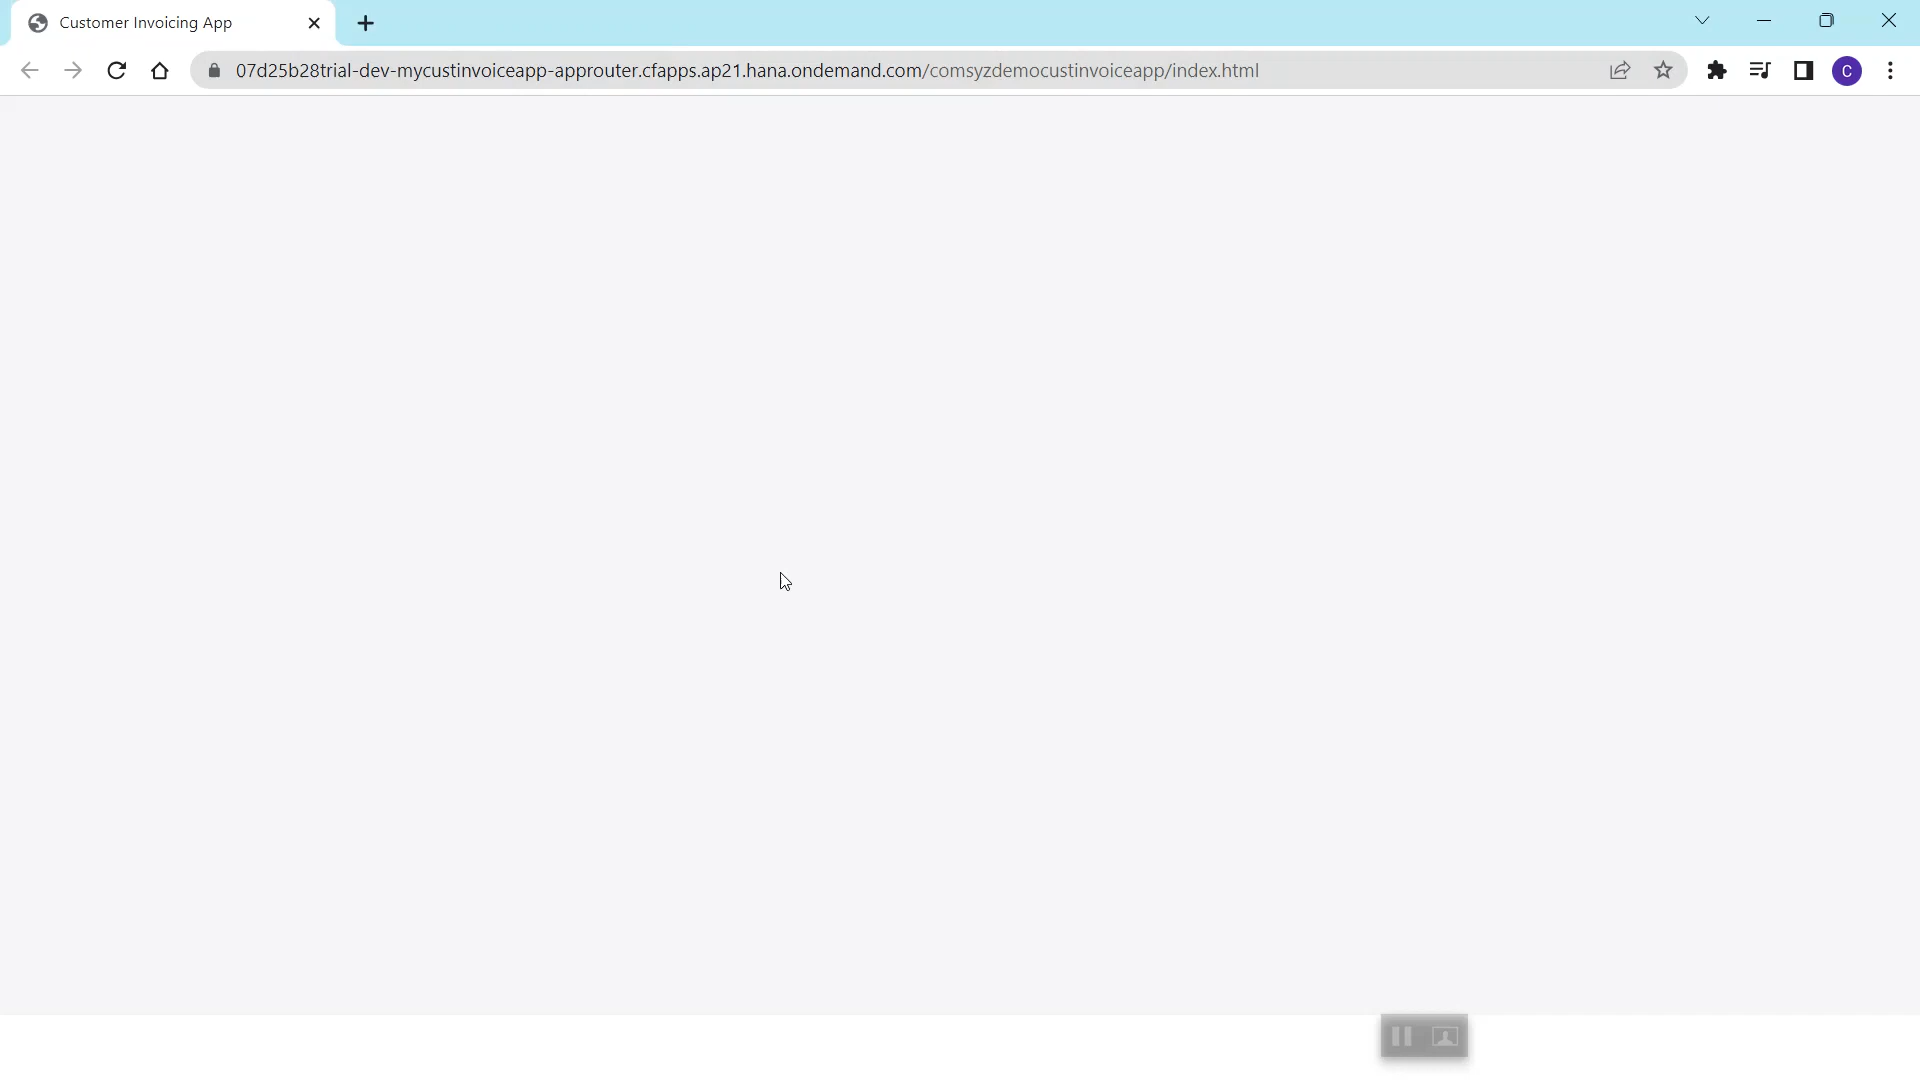 Customer Invoicing App
07d25b28trial-dev-mycustinvoiceapp-approuter.cfapps.ap21.hana.ondemand.com/comsyzdemocustinvoiceapp/index.html
C